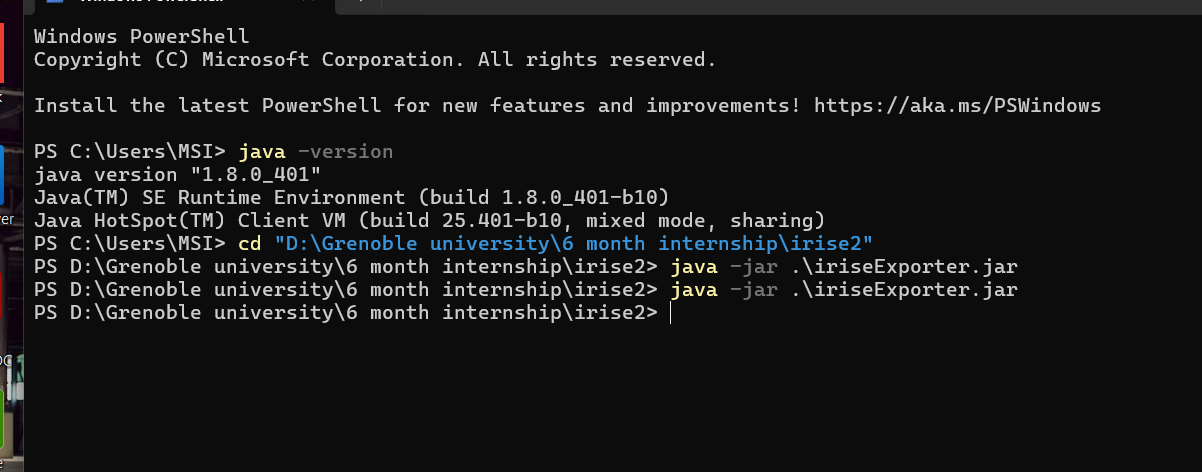 Windows PowerShell
Copyright (C) Microsoft Corporation. All rights reserved.
Install the latest PowerShell for new features and improvements! https://aka.ms/PSWindows
PS C:\Users\MSI> java -version
java version "1.8.0_401"
Java(TM) SE Runtime Environment (build 1.8.0_401-b10)
Java HotSpot(TM) Client VM (build 25.401-b10, mixed mode, sharing)
PS C:\Users\MSI> cd "D:\Grenoble university\6 month internship\irise2"
PS D:\Grenoble university\6 month internship\irise2> java -jar .\iriseExporter.jar
PS D:\Grenoble university\6 month internship\irise2> java -jar .\iriseExporter.jar
PS D:\Grenoble university\6 month internship\irise2>